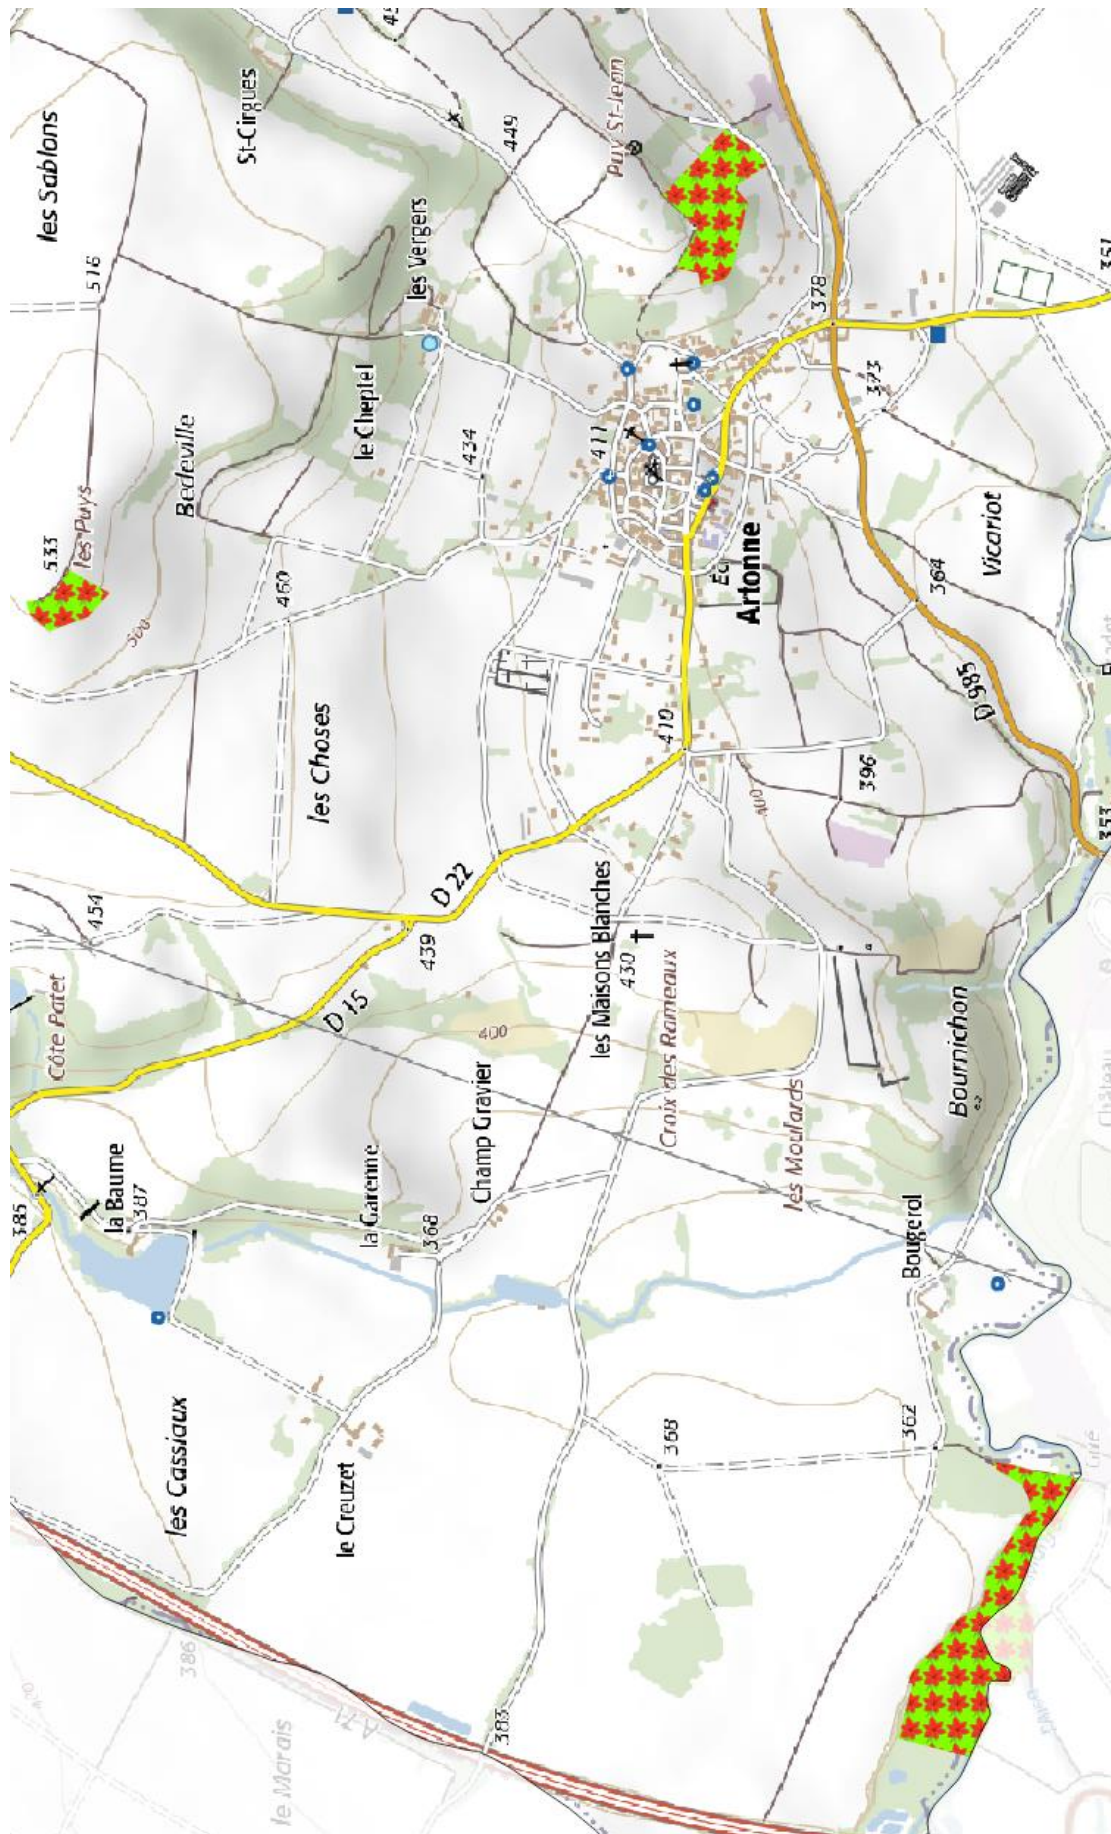 les Sablons
St-Cirgues
449
Puy St-Jean
516
les Vergers
378
351
le Cheptel
Bedeville
434
411
373
533
les Puys
500
460
Artonne
364
Vicariot
les Choses
410
D 985
396
400
353
454
D 22
439
les Maisons Blanches
430
Côte Patet
D 15
400
Croix des Rameaux
Bournichon
Château
385
la Baume
387
la Garenne
368
Champ Gravier
les Moulards
Bougerol
les Cassiaux
le Creuzet
368
362
Gué
386
A-71
383
le Marais